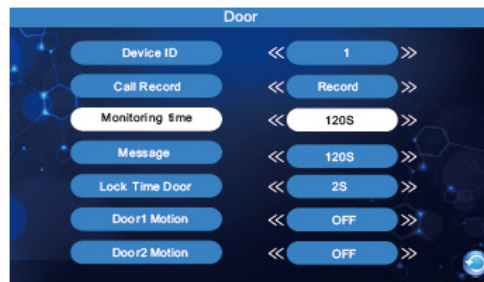 Door
Device ID « 1 »
Call Record « Record »
Monitoring time « 120S »
Message « 120S »
Lock Time Door « 2S »
Door1 Motion « OFF »
Door2 Motion « OFF »